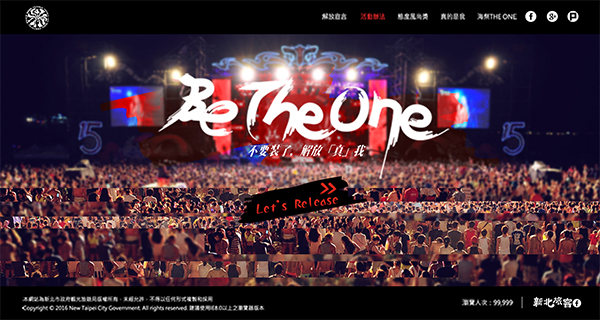 解放宣言 活動辦法 態度風尚獎 真的是我 海祭THE ONE
Be The One
不要裝了, 解放「真」我
Let's Release
15
15
本網站為新北市政府觀光旅遊局版權所有，未經允許，不得以任何形式複製和採用
Copyright © 2016 New Taipei City Government. All rights reserved. 建議使用IE8.0以上之瀏覽器版本
瀏覽人次：99,999
新北旅客